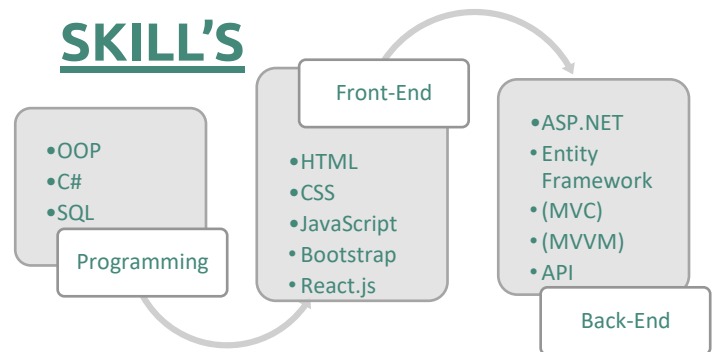 SKILL'S
•OOP
•C#
•SQL
Programming
Front-End
•HTML
•CSS
•JavaScript
•Bootstrap
•React.js
•ASP.NET
•Entity
Framework
•(MVC)
•(MVVM)
•API
Back-End